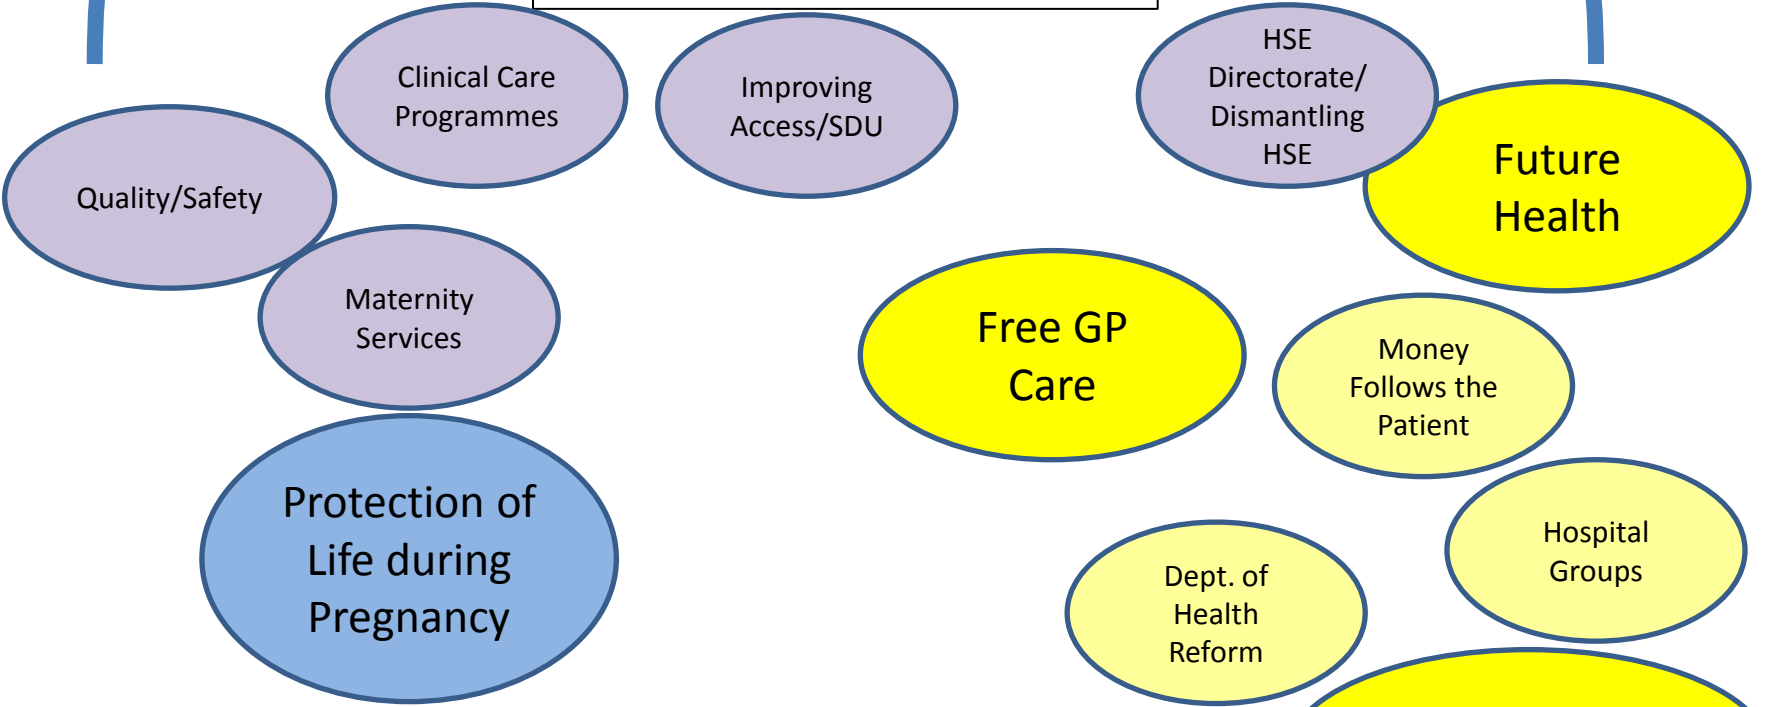 Clinical Care
Programmes
Improving
Access/SDU
HSE
Directorate/
Dismantling
HSE
Quality/Safety
Future
Health
Maternity
Services
Free GP
Care
Money
Follows the
Patient
Protection of
Life during
Pregnancy
Hospital
Groups
Dept. of
Health
Reform